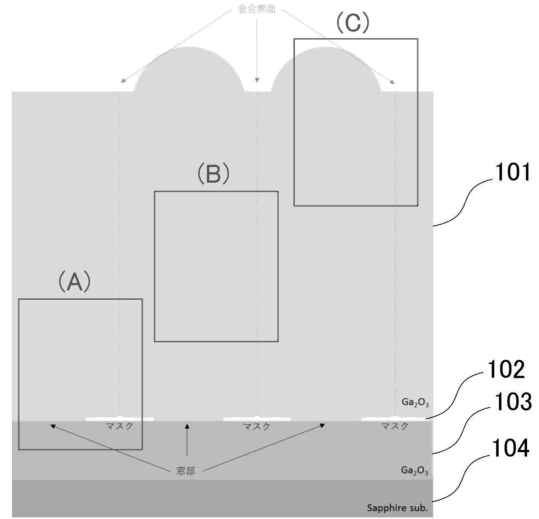 会合界面
(C)
(B)
101
(A)
102
Ga₂O₃
マスク マスク マスク
103
窓部
Ga₂O₃
104
Sapphire sub.